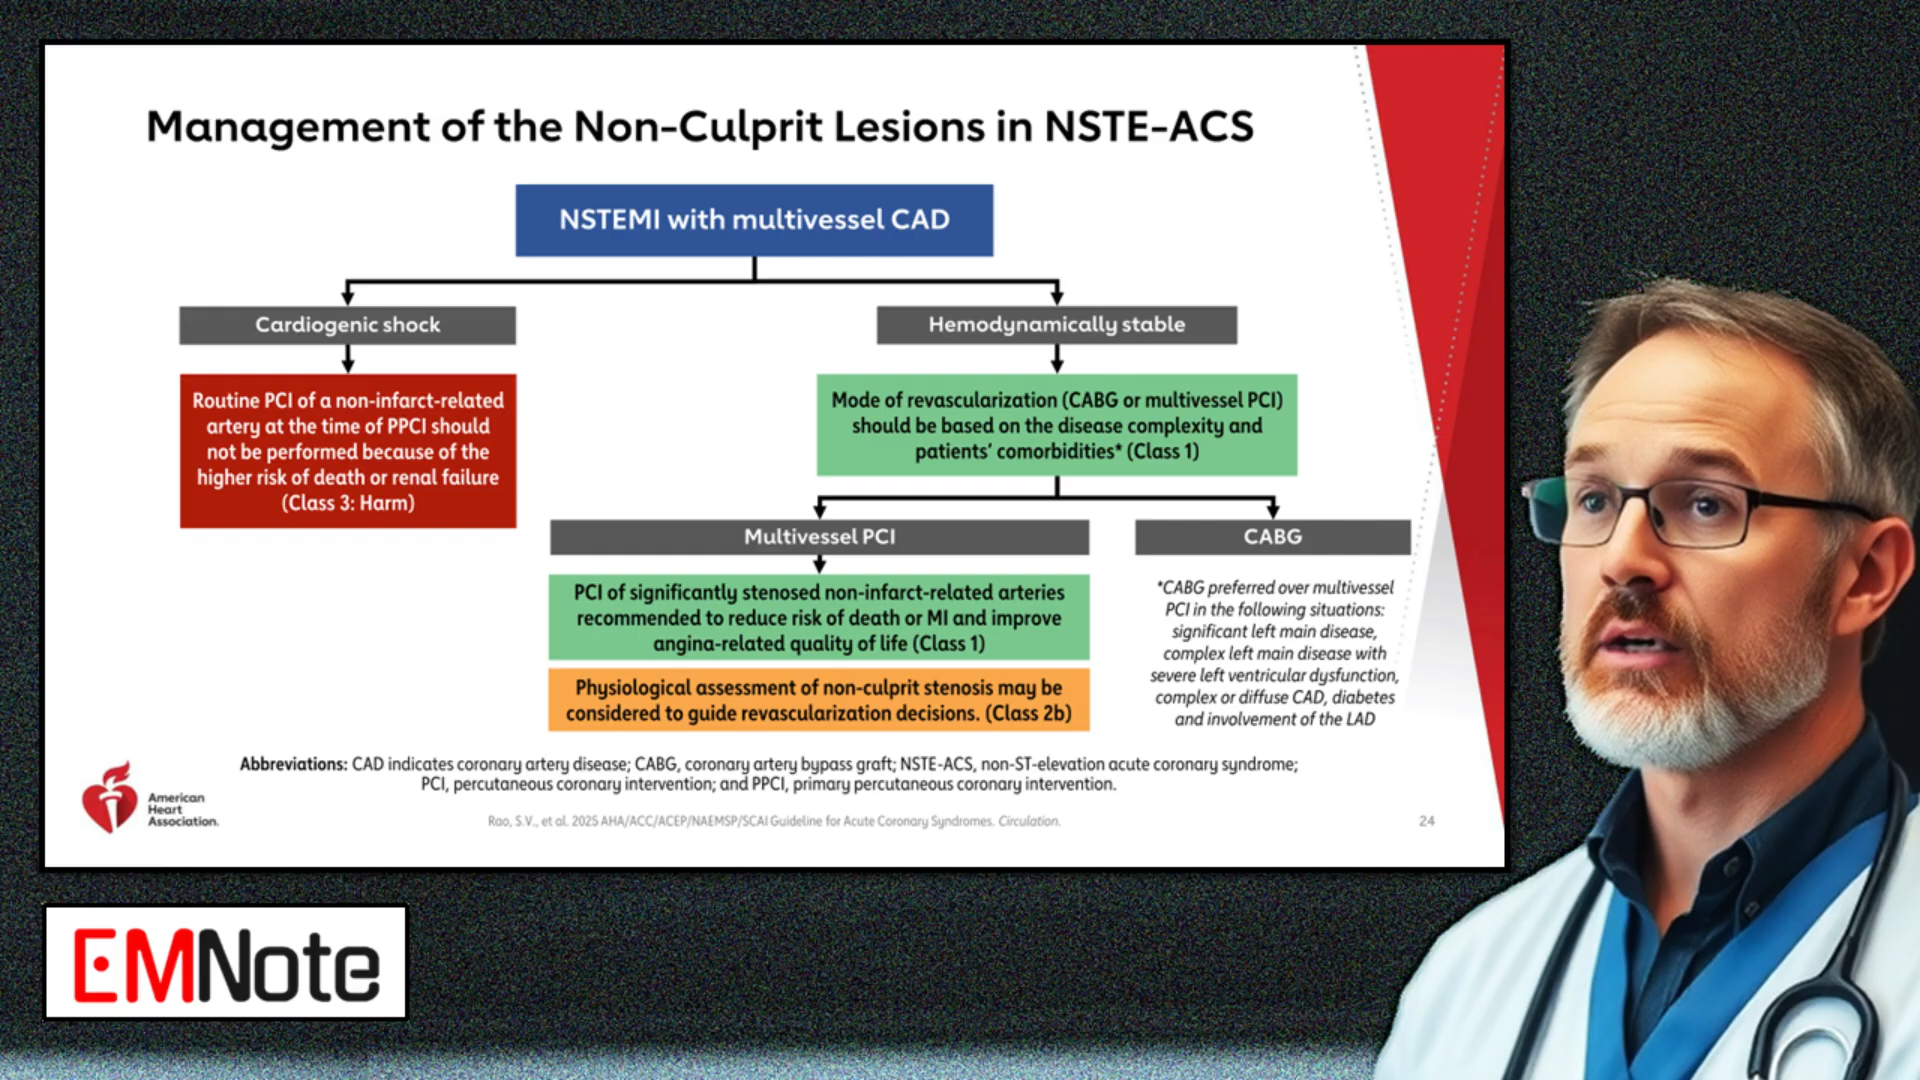 Management of the Non-Culprit Lesions in NSTE-ACS
NSTEMI with multivessel CAD
Cardiogenic shock
Hemodynamically stable
Routine PCI of a non-infarct-related
artery at the time of PPCI should
not be performed because of the
higher risk of death or renal failure
(Class 3: Harm)
Mode of revascularization (CABG or multivessel PCI)
should be based on the disease complexity and
patients' comorbidities* (Class 1)
Multivessel PCI
CABG
PCI of significantly stenosed non-infarct-related arteries
recommended to reduce risk of death or MI and improve
angina-related quality of life (Class 1)
Physiological assessment of non-culprit stenosis may be
considered to guide revascularization decisions. (Class 2b)
*CABG preferred over multivessel
PCI in the following situations:
significant left main disease,
complex left main disease with
severe left ventricular dysfunction,
complex or diffuse CAD, diabetes
and involvement of the LAD
Abbreviations: CAD indicates coronary artery disease; CABG, coronary artery bypass graft; NSTE-ACS, non-ST-elevation acute coronary syndrome;
PCI, percutaneous coronary intervention; and PPCI, primary percutaneous coronary intervention.
American
Heart
Association.
Rao, S.V., et al. 2025 AHA/ACC/ACEP/NAEMSP/SCAI Guideline for Acute Coronary Syndromes. Circulation.
24
EMNote